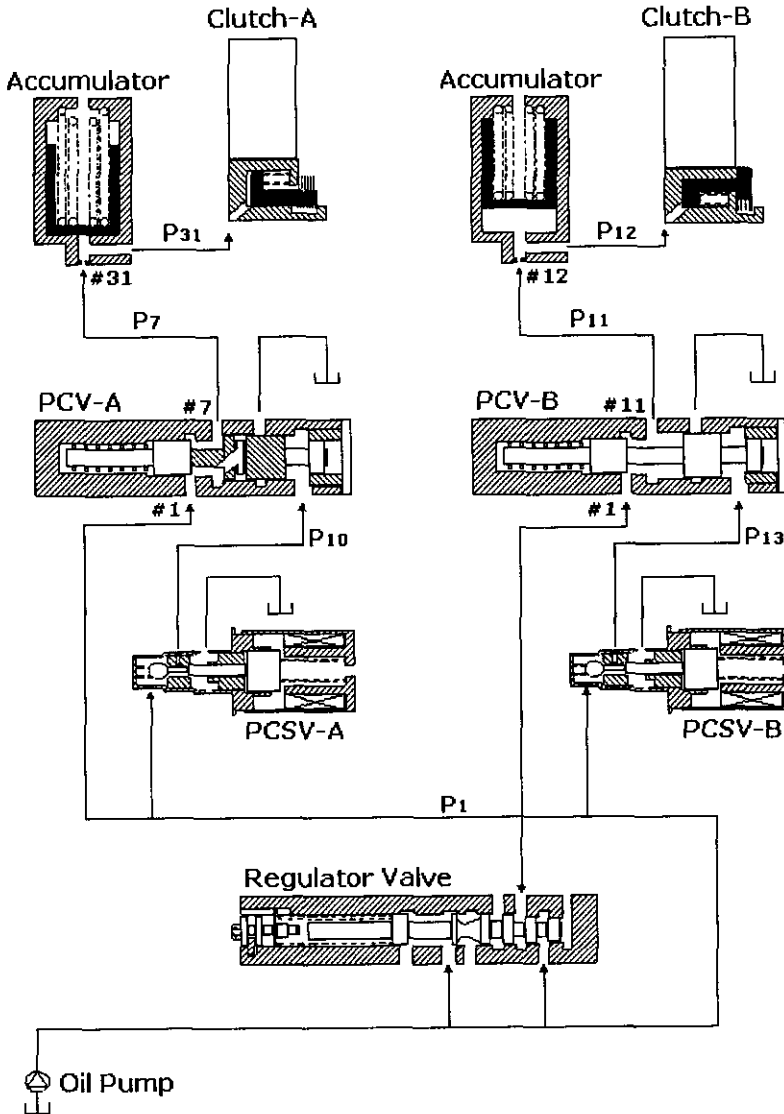 Clutch-A
Clutch-B
Accumulator
Accumulator
P31
P12
#31
#12
P7
P11
PCV-A
#7
PCV-B
#11
#1
#1
P10
P13
PCSV-A
PCSV-B
P1
Regulator Valve
Oil Pump